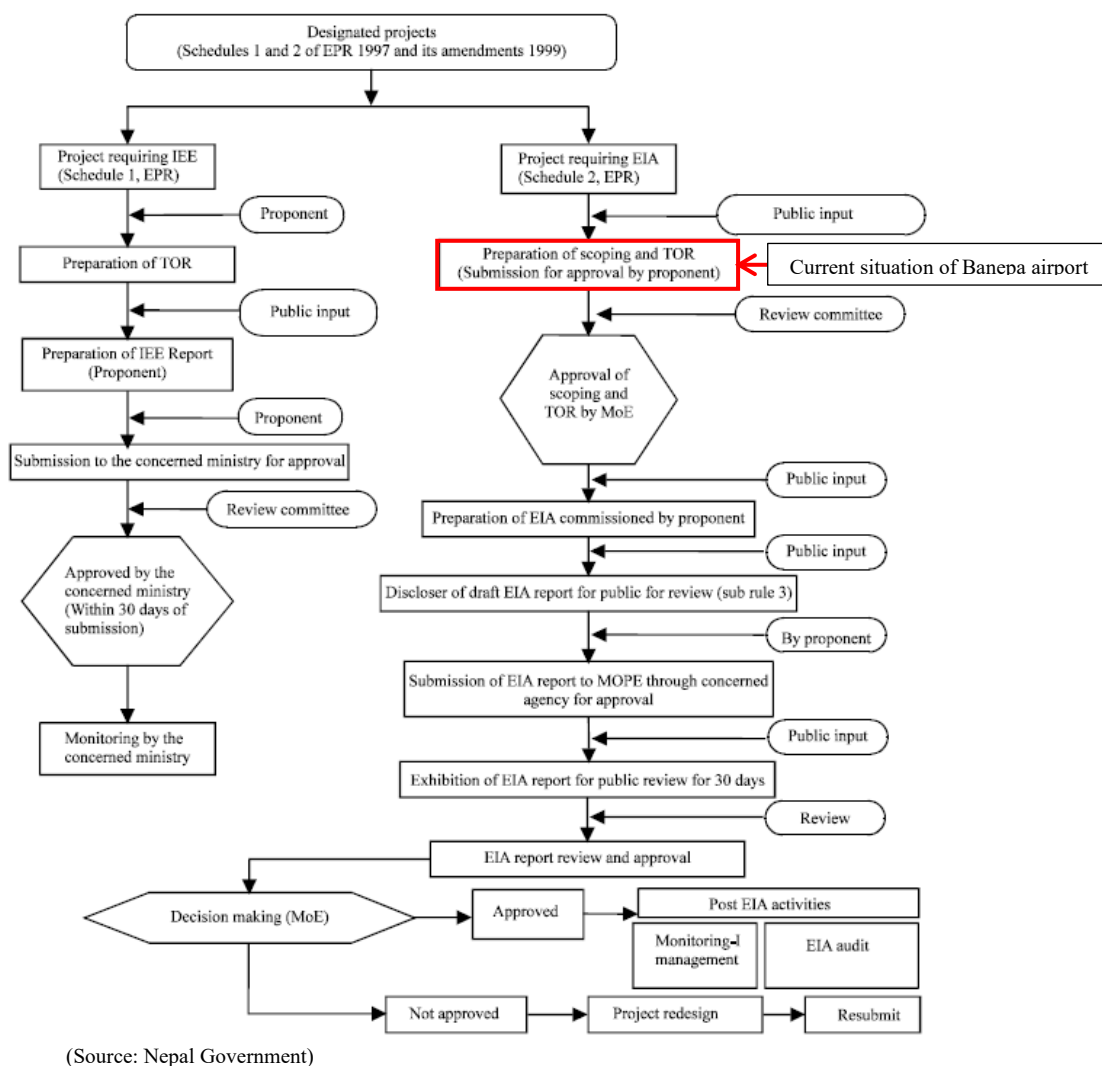 Designated projects
(Schedules 1 and 2 of EPR 1997 and its amendments 1999)
Project requiring IEE
(Schedule 1, EPR)
Proponent
Preparation of TOR
Public input
Preparation of IEE Report
(Proponent)
Proponent
Submission to the concerned ministry for approval
Review committee
Approved by the
concerned ministry
(Within 30 days of
submission)
Monitoring by the
concerned ministry
Project requiring EIA
(Schedule 2, EPR)
Public input
Preparation of scoping and TOR
(Submission for approval by proponent)
Current situation of Banepa airport
Review committee
Approval of
scoping and
TOR by MoE
Public input
Preparation of EIA commissioned by proponent
Public input
Discloser of draft EIA report for public for review (sub rule 3)
By proponent
Submission of EIA report to MOPE through concerned
agency for approval
Public input
Exhibition of EIA report for public review for 30 days
Review
EIA report review and approval
Decision making (MoE)
Approved
Post EIA activities
Monitoring-I
management
EIA audit
Not approved
Project redesign
Resubmit
(Source: Nepal Government)